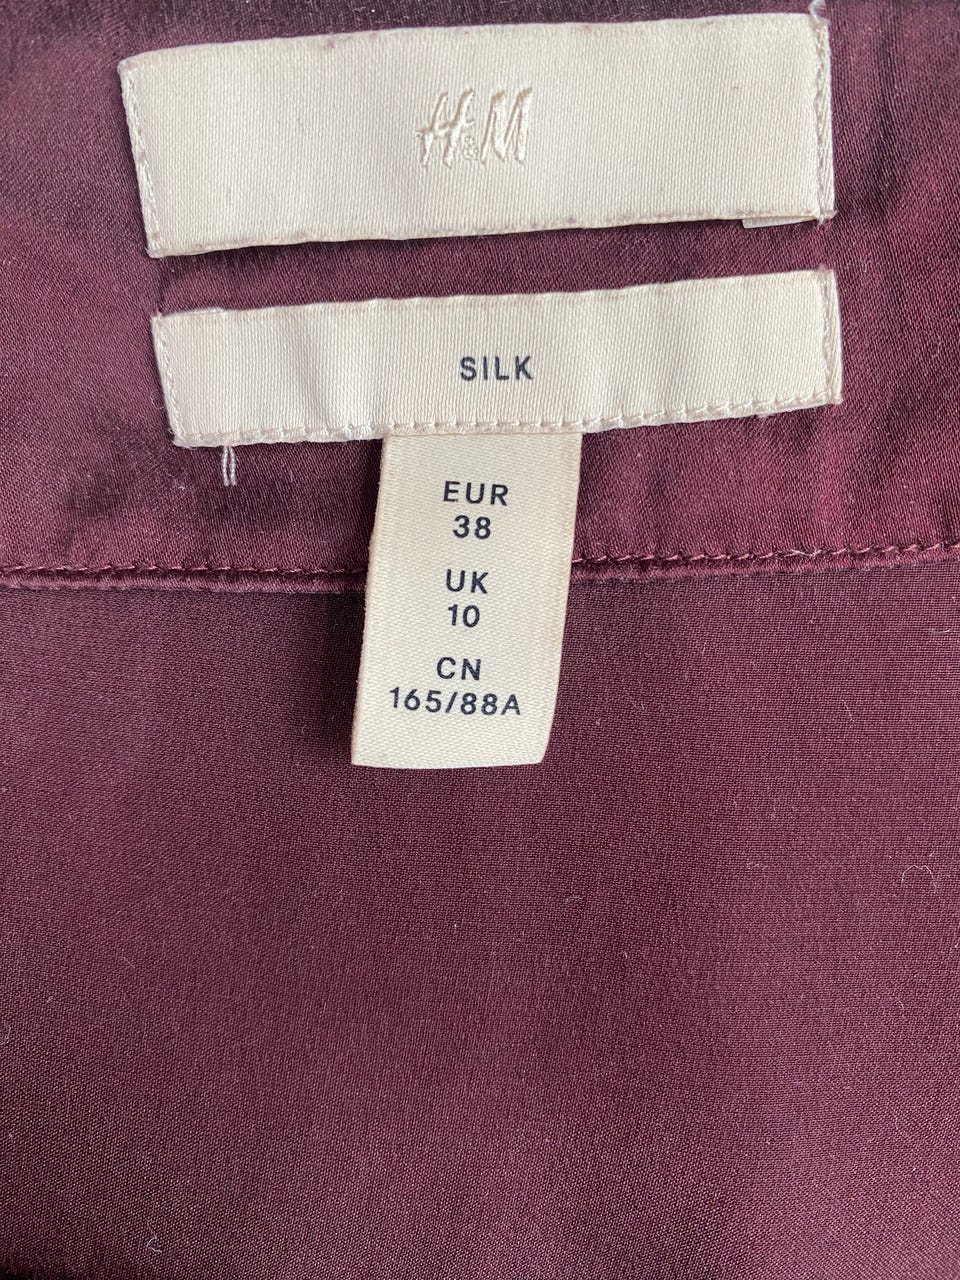 H&M
SILK
EUR
38
UK
10
CN
165/88A